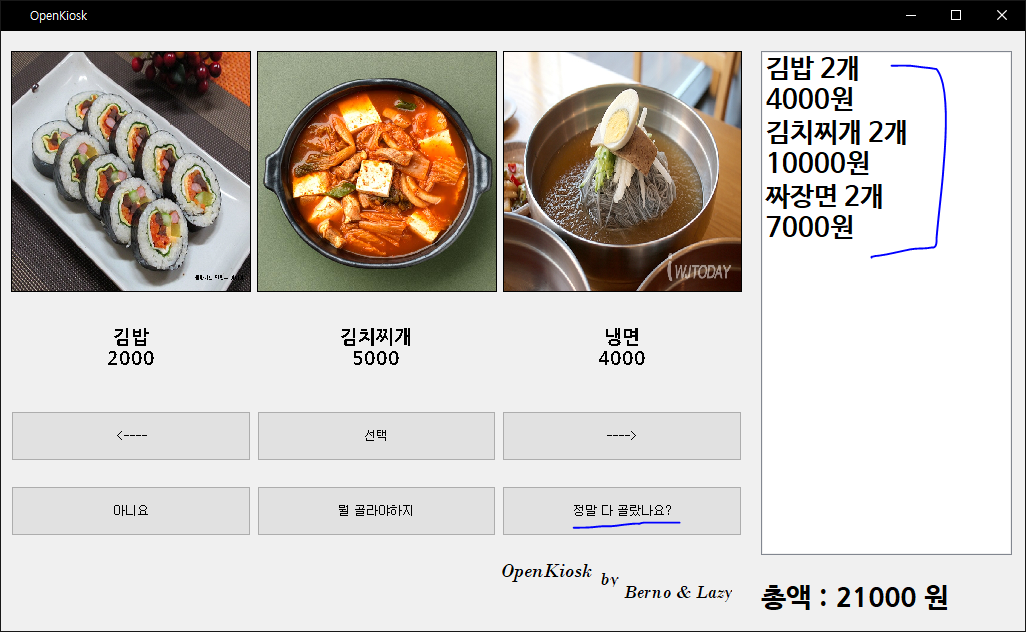 OpenKiosk
WJTODAY
김밥
2000
김치찌개
5000
냉면
4000
<----
선택
---->
아니요
뭘 골라야하지
정말 다 골랐나요?
OpenKiosk by Berno & Lazy
김밥 2개
4000원
김치찌개 2개
10000원
짜장면 2개
7000원
총액 : 21000 원